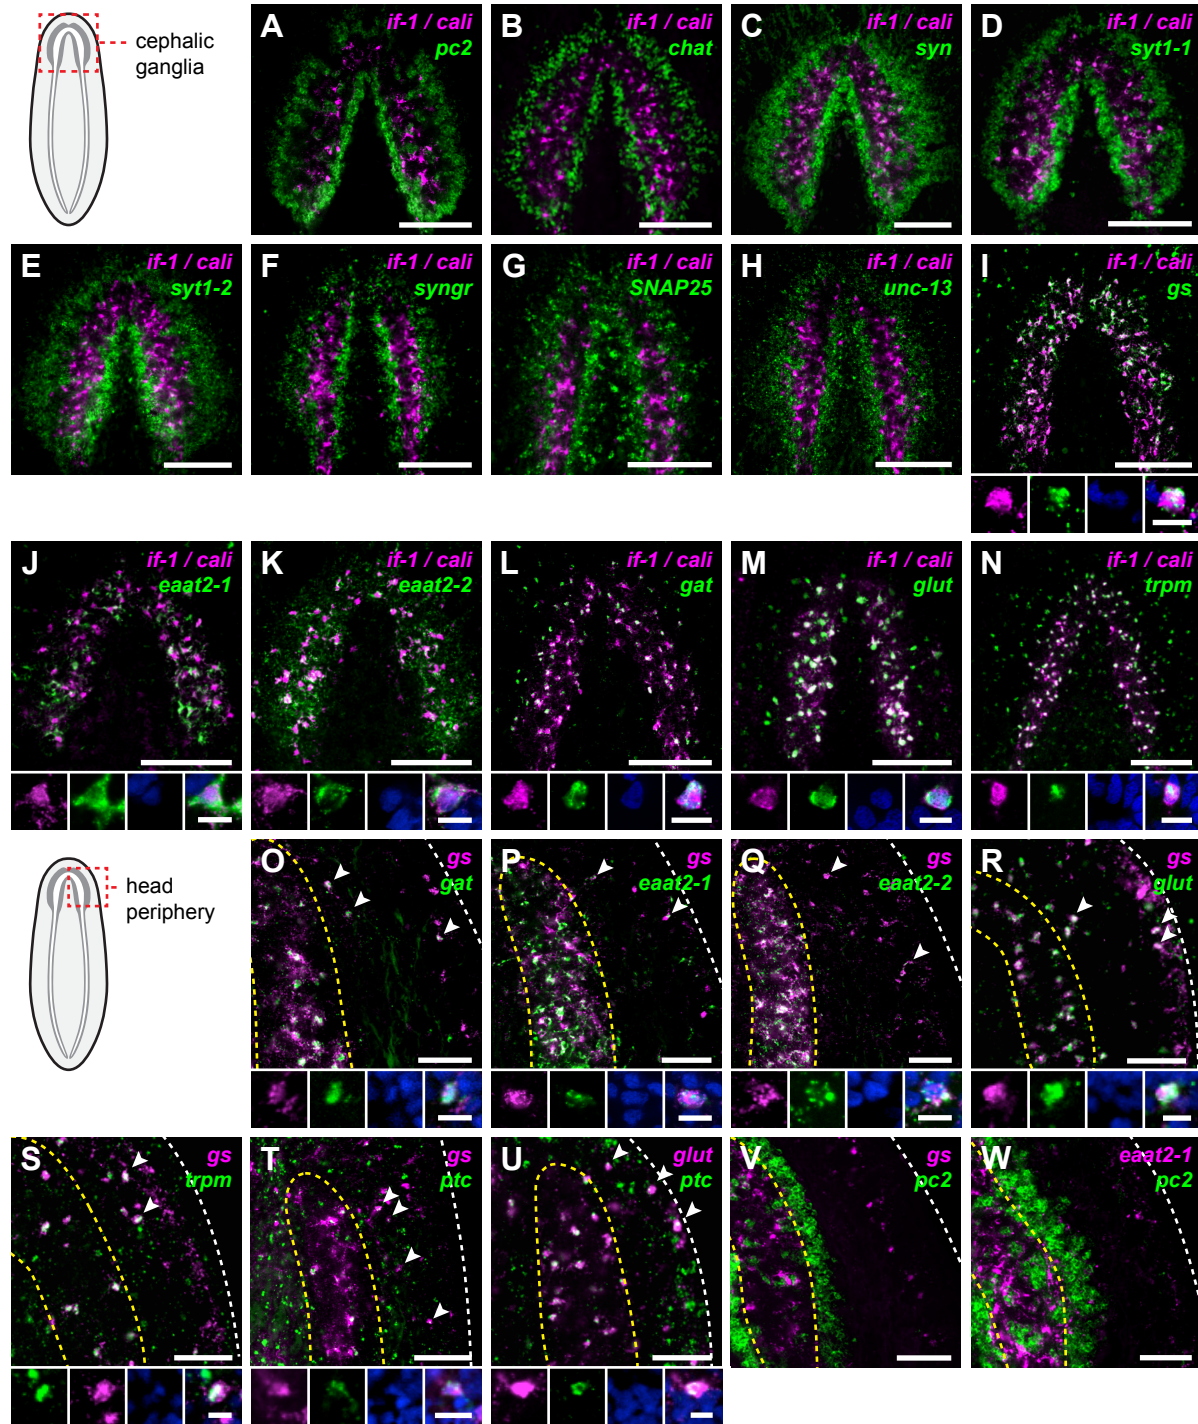 cephalic
ganglia
A
if-1 / cali
pc2
B
if-1 / cali
chat
C
if-1 / cali
syn
D
if-1 / cali
syt1-1
E
if-1 / cali
syt1-2
F
if-1 / cali
syngr
G
if-1 / cali
SNAP25
H
if-1 / cali
unc-13
I
if-1 / cali
gs
J
if-1 / cali
eaat2-1
K
if-1 / cali
eaat2-2
L
if-1 / cali
gat
M
if-1 / cali
glut
N
if-1 / cali
trpm
head
periphery
O
gs
gat
P
gs
eaat2-1
Q
gs
eaat2-2
R
gs
glut
S
gs
trpm
T
gs
ptc
U
glut
ptc
V
gs
pc2
W
eaat2-1
pc2